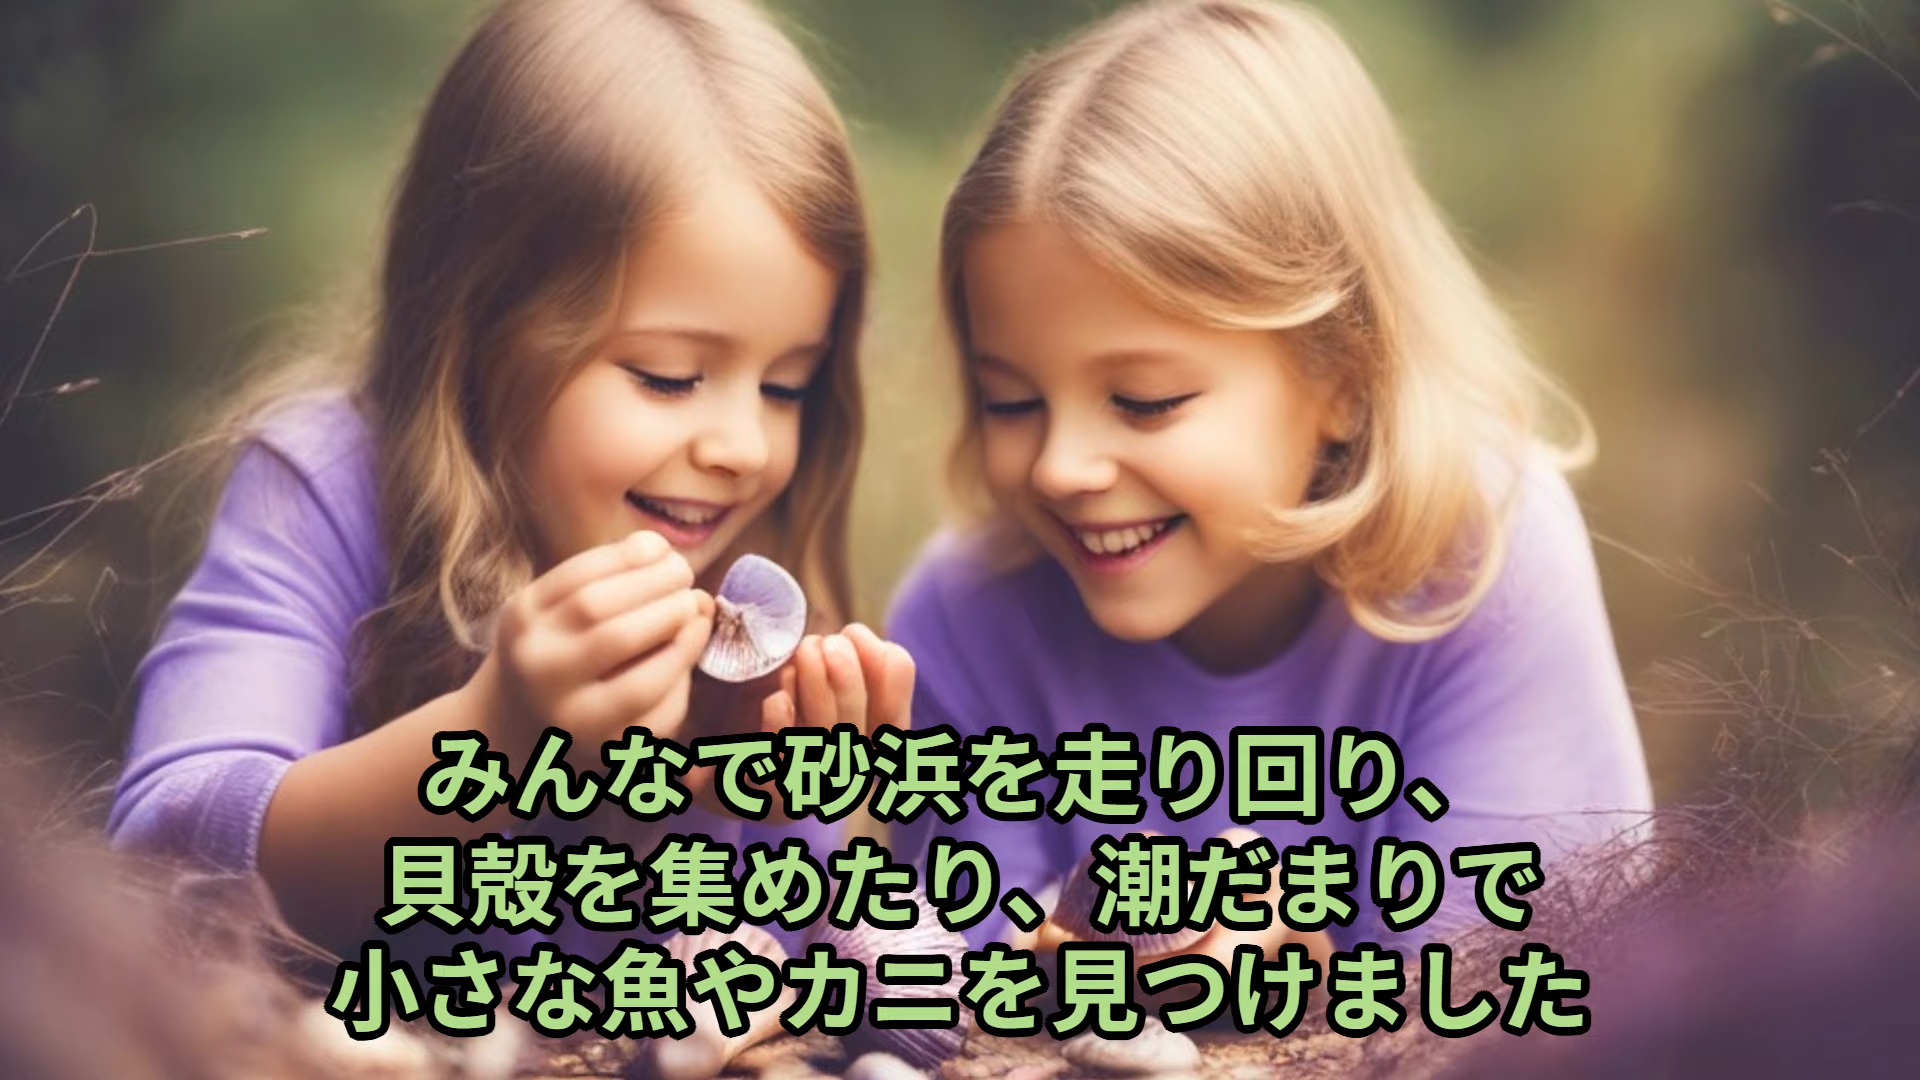 みんなで砂浜を走り回り、
貝殻を集めたり、潮だまりで
小さな魚やカニを見つけました